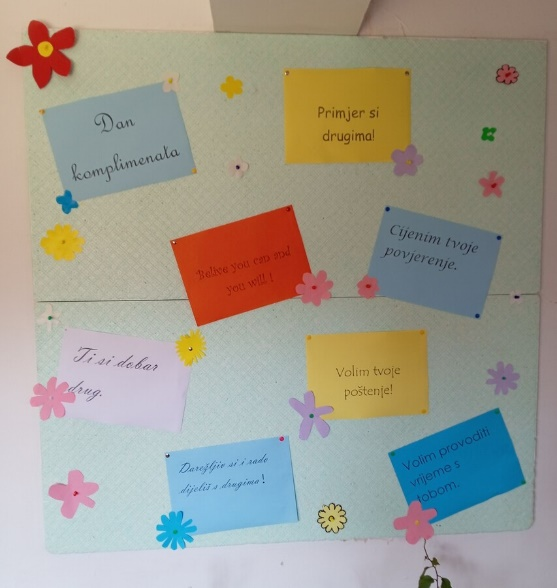 Dan
komplimenata
Primjer si
drugima!
Belive you can and
you will !
Cijenim tvoje
povjerenje.
Ti si dobar
drug.
Volim tvoje
poštenje!
Darežljiv si i rado
dijeliš s drugima!
Volim provoditi
vrijeme s
tobom.